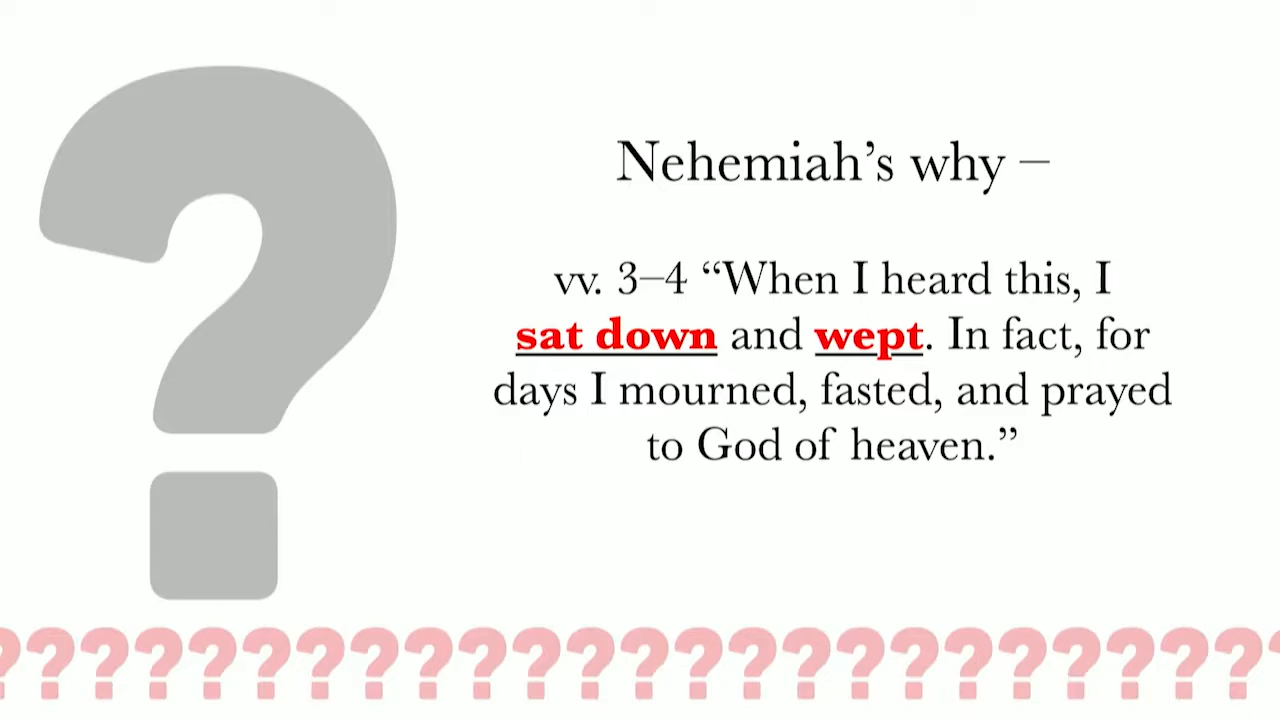 Nehemiah’s why –
vv. 3–4 “When I heard this, I
sat down and wept. In fact, for
days I mourned, fasted, and prayed
to God of heaven.”